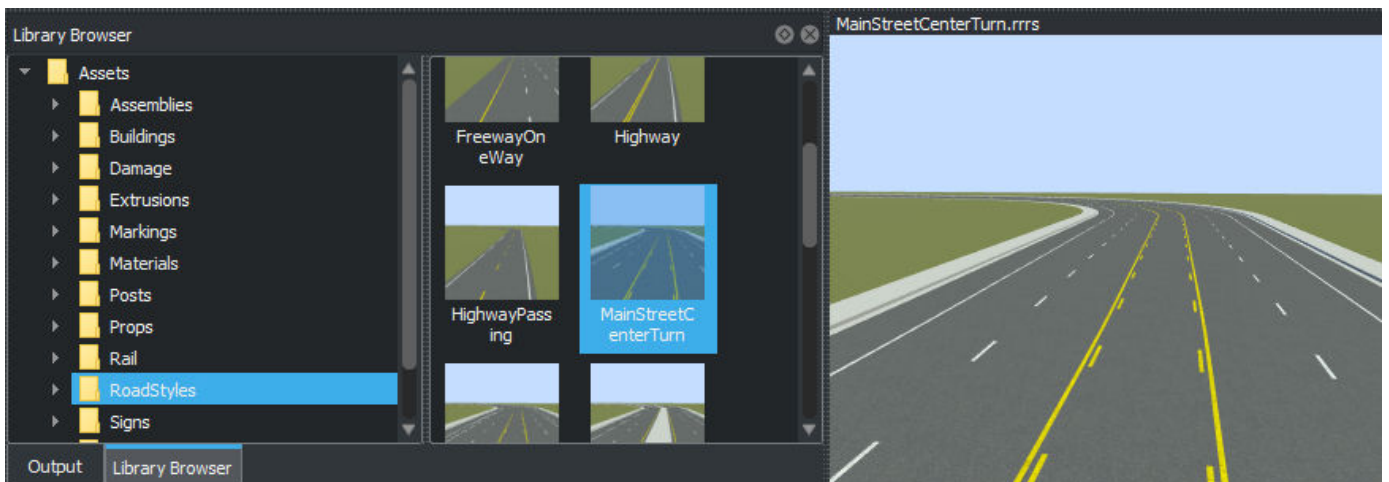 Library Browser
Assets
Assemblies
Buildings
Damage
Extrusions
Markings
Materials
Posts
Props
Rail
RoadStyles
Signs
FreewayOn
eWay
Highway
HighwayPass
ing
MainStreetC
enterTurn
Output
Library Browser
MainStreetCenterTurn.rrrs